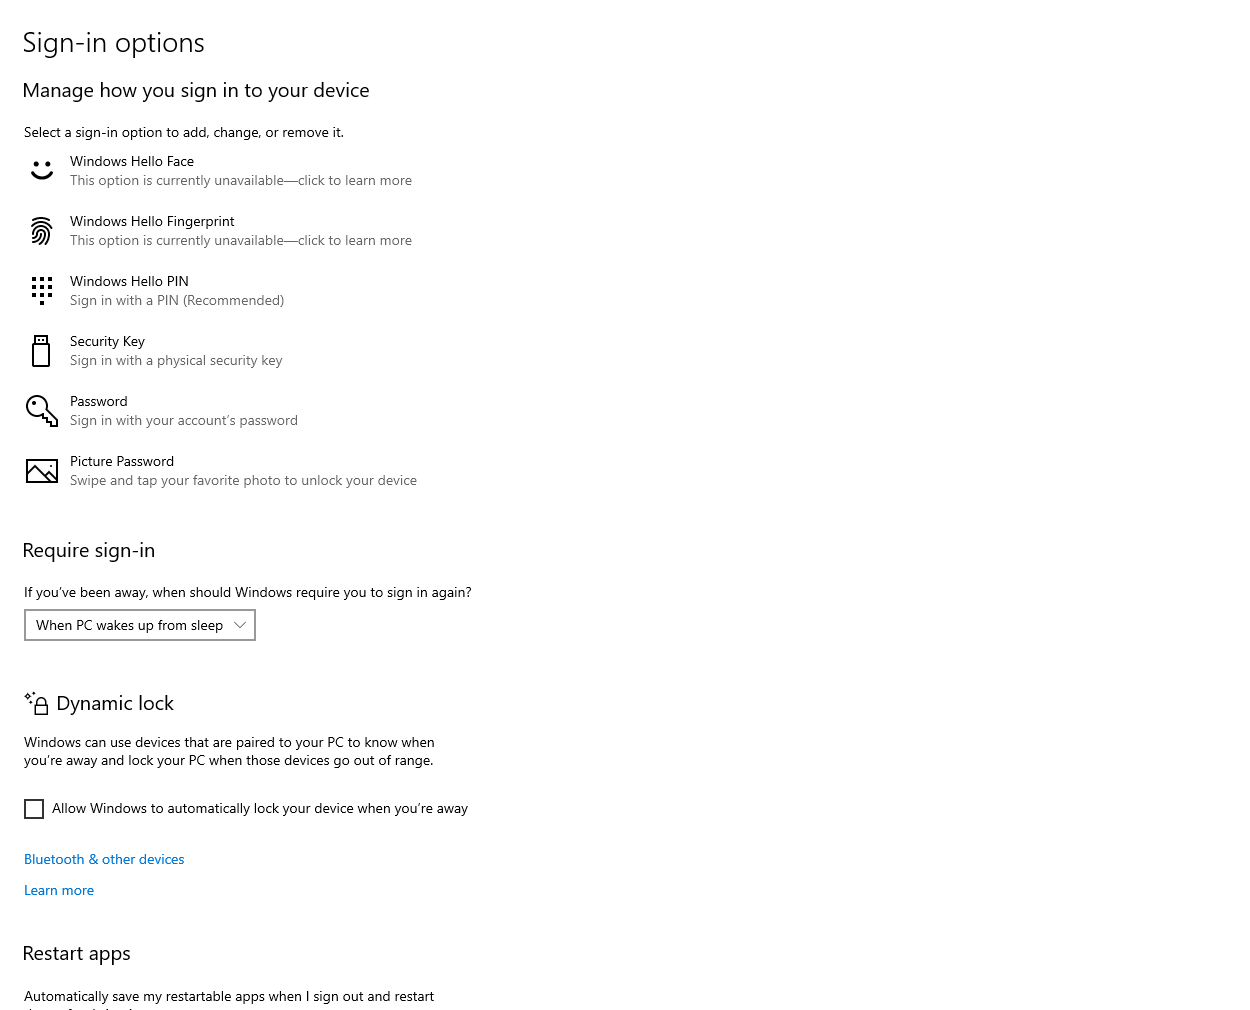 Sign-in options
Manage how you sign in to your device
Select a sign-in option to add, change, or remove it.
Windows Hello Face
This option is currently unavailable—click to learn more
Windows Hello Fingerprint
This option is currently unavailable—click to learn more
Windows Hello PIN
Sign in with a PIN (Recommended)
Security Key
Sign in with a physical security key
Password
Sign in with your account's password
Picture Password
Swipe and tap your favorite photo to unlock your device
Require sign-in
If you've been away, when should Windows require you to sign in again?
When PC wakes up from sleep
Dynamic lock
Windows can use devices that are paired to your PC to know when
you're away and lock your PC when those devices go out of range.
Allow Windows to automatically lock your device when you're away
Bluetooth & other devices
Learn more
Restart apps
Automatically save my restartable apps when I sign out and restart